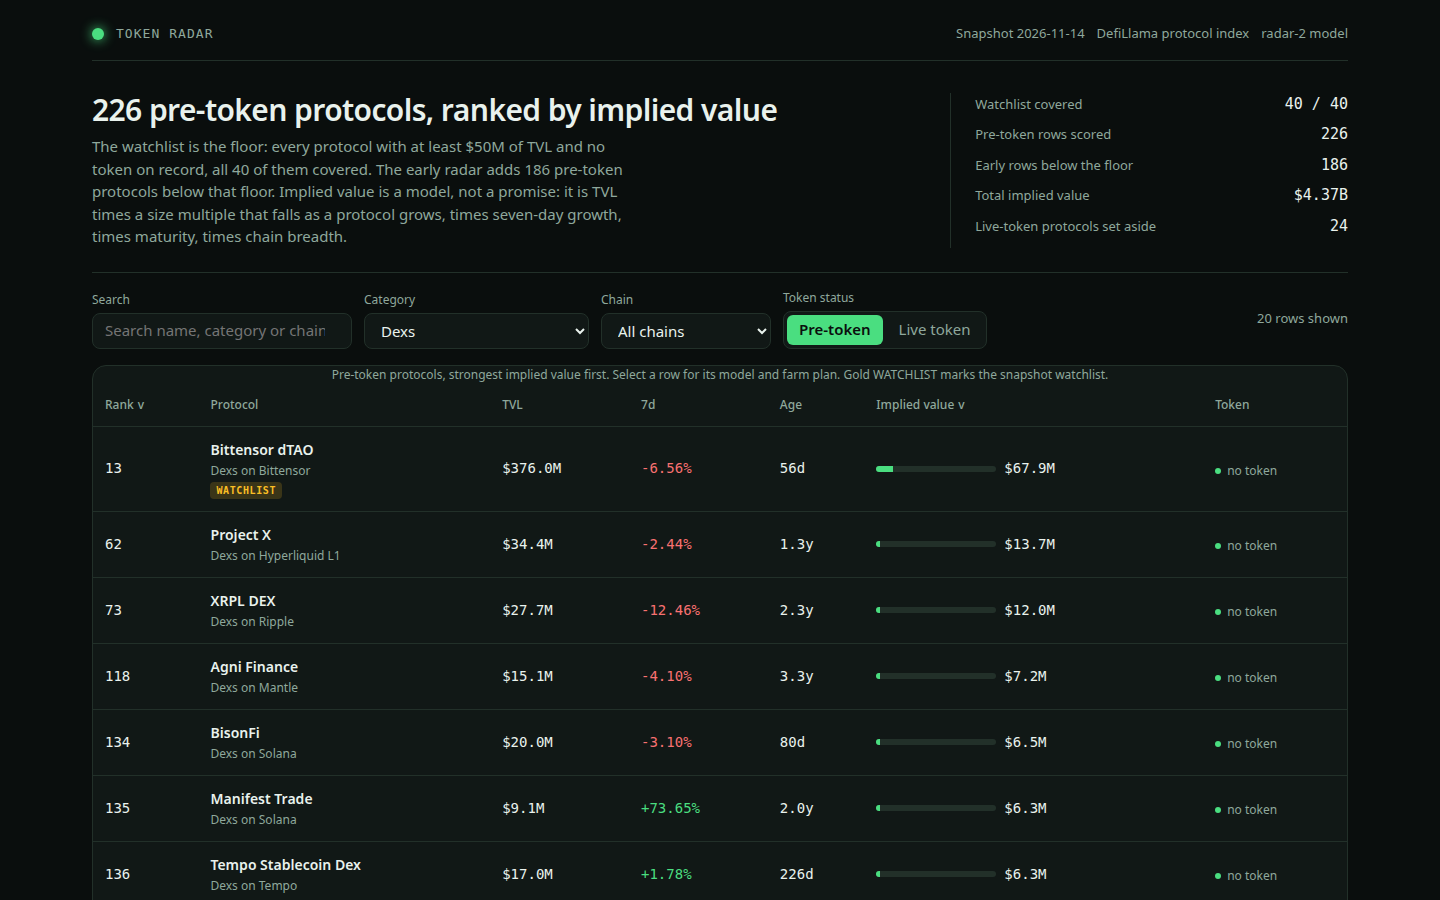 TOKEN RADAR
Snapshot 2026-11-14 DefiLlama protocol index radar-2 model
226 pre-token protocols, ranked by implied value
The watchlist is the floor: every protocol with at least $50M of TVL and no
token on record, all 40 of them covered. The early radar adds 186 pre-token
protocols below that floor. Implied value is a model, not a promise: it is TVL
times a size multiple that falls as a protocol grows, times seven-day growth,
times maturity, times chain breadth.
Watchlist covered 40 / 40
Pre-token rows scored 226
Early rows below the floor 186
Total implied value $4.37B
Live-token protocols set aside 24
Search Category Chain Token status
Search name, category or chain Dexs All chains Pre-token Live token 20 rows shown
Pre-token protocols, strongest implied value first. Select a row for its model and farm plan. Gold WATCHLIST marks the snapshot watchlist.
Rank v Protocol TVL 7d Age Implied value v Token
13 Bittensor dTAO $376.0M -6.56% 56d $67.9M no token
Dexs on Bittensor
WATCHLIST
62 Project X $34.4M -2.44% 1.3y $13.7M no token
Dexs on Hyperliquid L1
73 XRPL DEX $27.7M -12.46% 2.3y $12.0M no token
Dexs on Ripple
118 Agni Finance $15.1M -4.10% 3.3y $7.2M no token
Dexs on Mantle
134 BisonFi $20.0M -3.10% 80d $6.5M no token
Dexs on Solana
135 Manifest Trade $9.1M +73.65% 2.0y $6.3M no token
Dexs on Solana
136 Tempo Stablecoin Dex $17.0M +1.78% 226d $6.3M no token
Dexs on Tempo